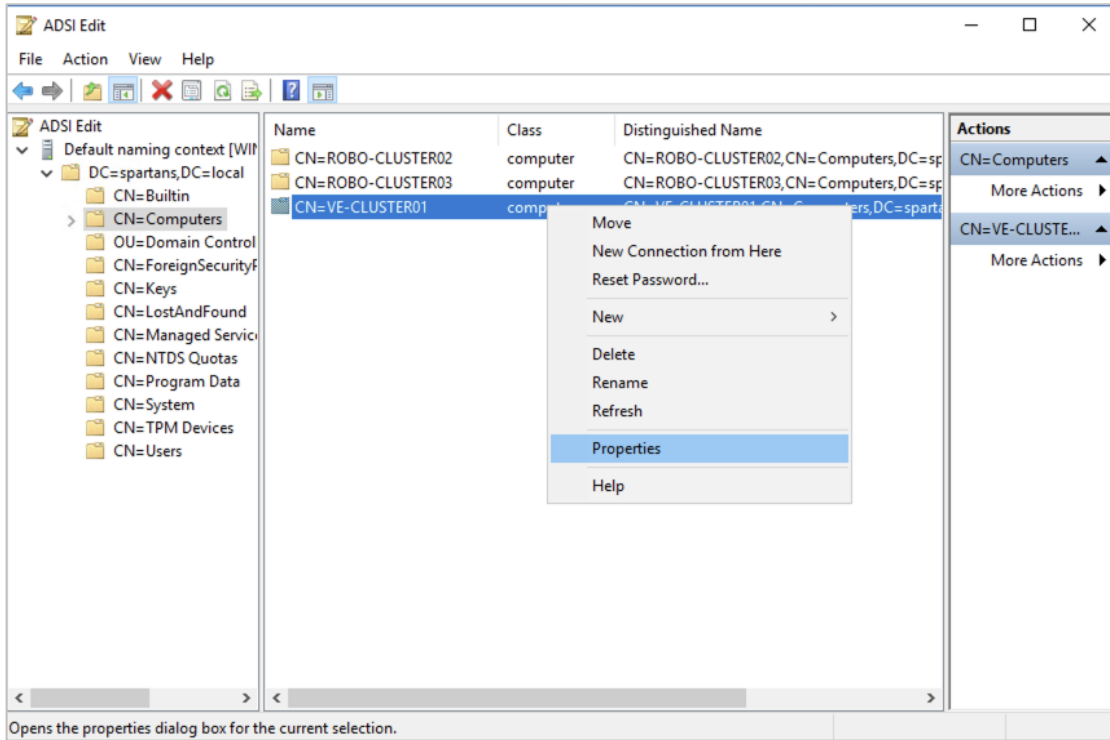 ADSI Edit
File Action View Help
ADSI Edit
Default naming context [WIN
DC=spartans,DC=local
CN=Builtin
CN=Computers
OU=Domain Control
CN=ForeignSecurityP
CN=Keys
CN=LostAndFound
CN=Managed Servic
CN=NTDS Quotas
CN=Program Data
CN=System
CN=TPM Devices
CN=Users
Name Class Distinguished Name
CN=ROBO-CLUSTER02 computer CN=ROBO-CLUSTER02,CN=Computers,DC=sp
CN=ROBO-CLUSTER03 computer CN=ROBO-CLUSTER03,CN=Computers,DC=sp
CN=VE-CLUSTER01
Move
New Connection from Here
Reset Password...
New
Delete
Rename
Refresh
Properties
Help
Actions
CN=Computers
More Actions
CN=VE-CLUSTE...
More Actions
Opens the properties dialog box for the current selection.